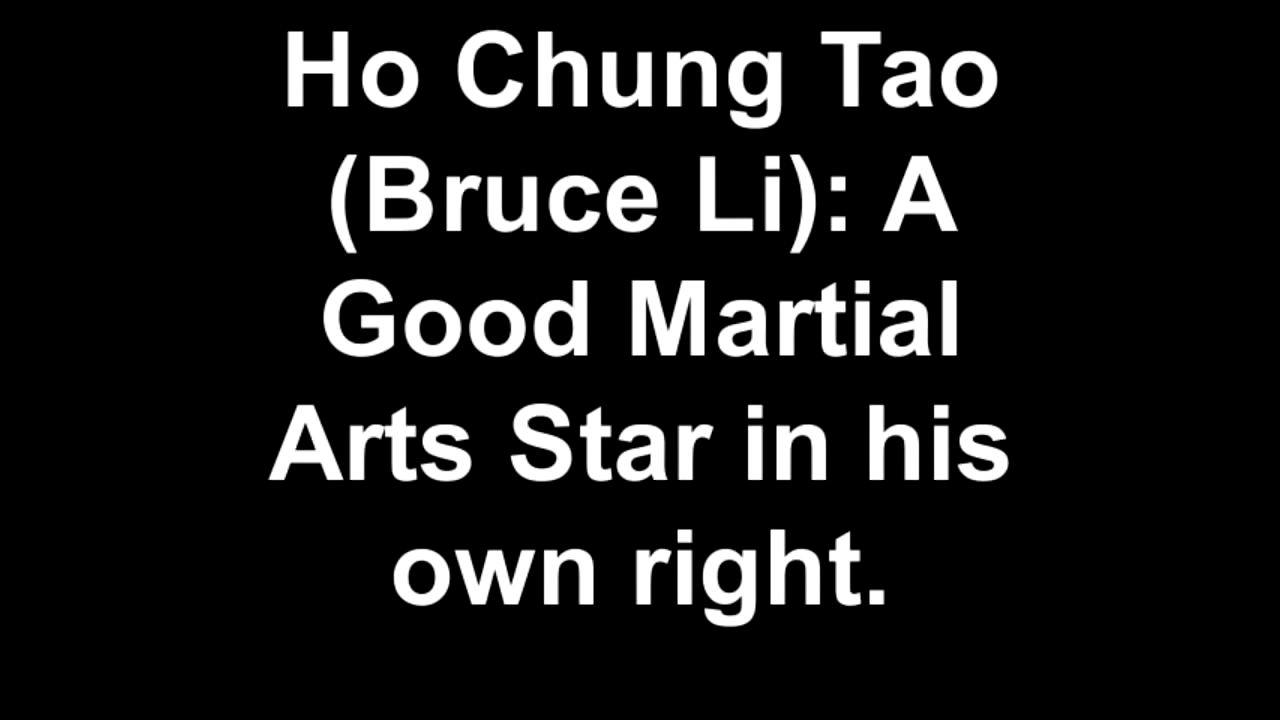 Ho Chung Tao
(Bruce Li): A
Good Martial
Arts Star in his
own right.